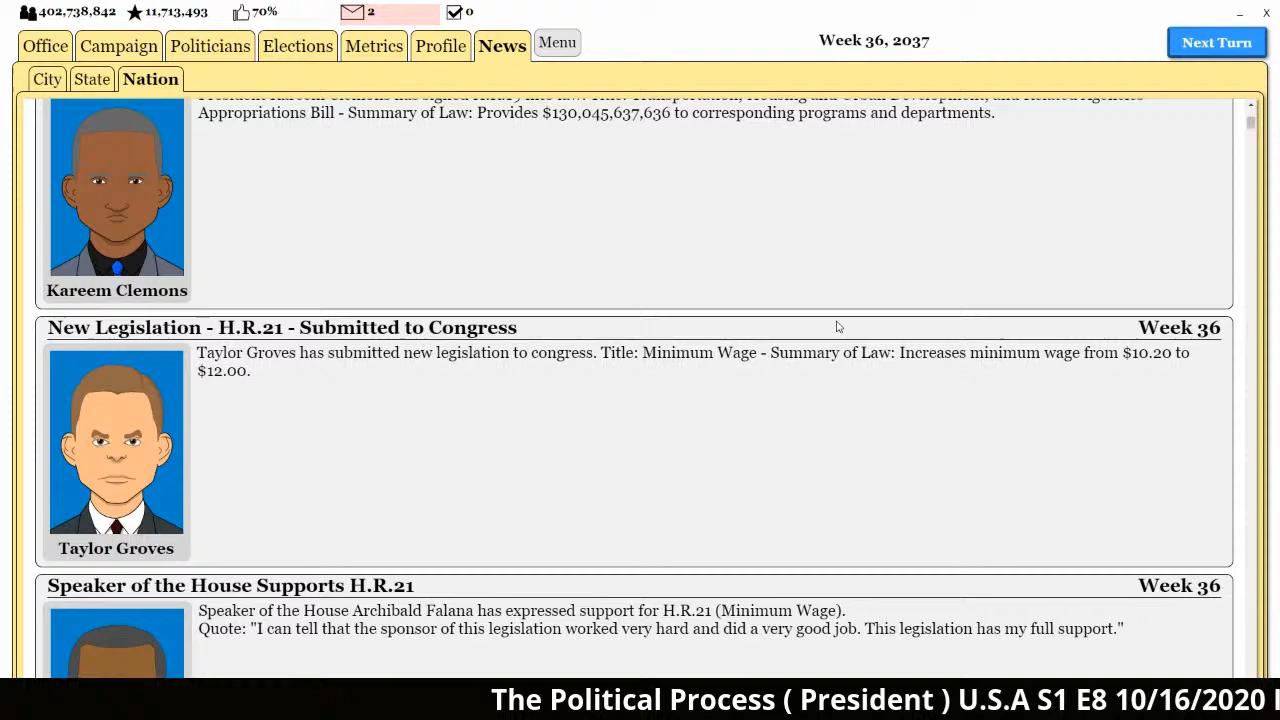 402,738,842 11,713,493 70% 2 0
_ X
Office Campaign Politicians Elections Metrics Profile News Menu Week 36, 2037 Next Turn
City State Nation
Appropriations Bill - Summary of Law: Provides $130,045,637,636 to corresponding programs and departments.
Kareem Clemons
New Legislation - H.R.21 - Submitted to Congress Week 36
Taylor Groves has submitted new legislation to congress. Title: Minimum Wage - Summary of Law: Increases minimum wage from $10.20 to
$12.00.
Taylor Groves
Speaker of the House Supports H.R.21 Week 36
Speaker of the House Archibald Falana has expressed support for H.R.21 (Minimum Wage).
Quote: "I can tell that the sponsor of this legislation worked very hard and did a very good job. This legislation has my full support."
The Political Process ( President ) U.S.A S1 E8 10/16/2020